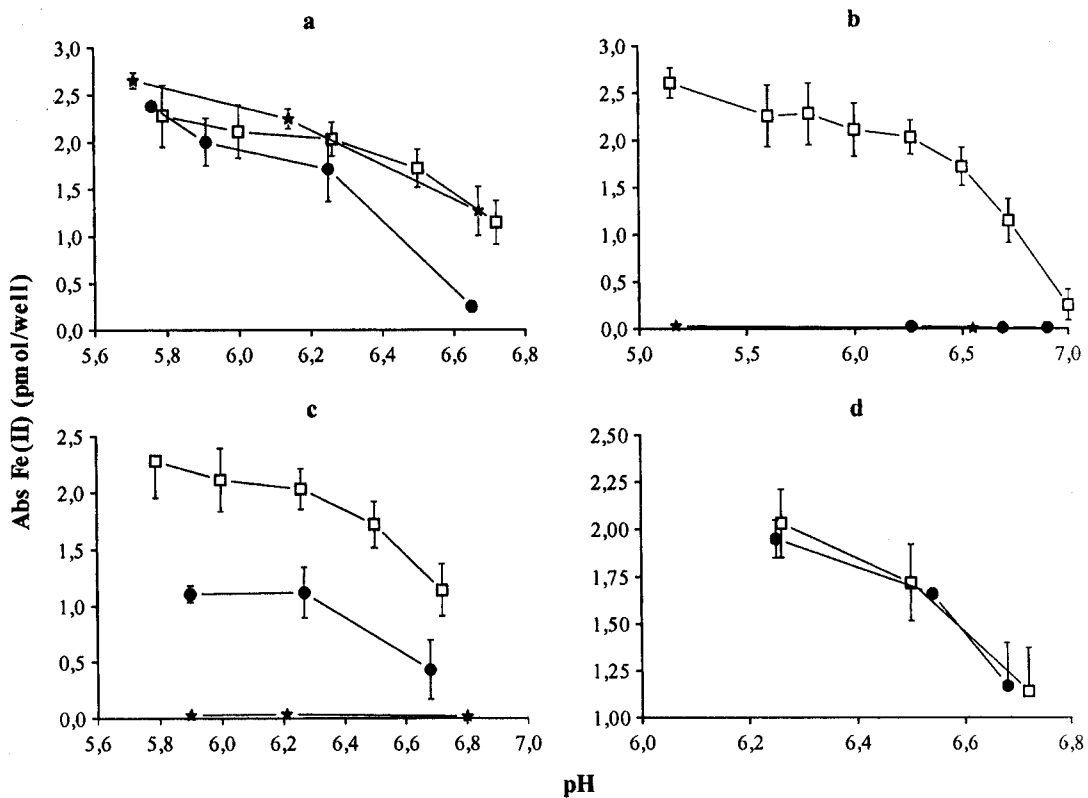 a
3,0
2,5
2,0
1,5
1,0
0,5
0,0
5,6 5,8 6,0 6,2 6,4 6,6 6,8
b
3,0
2,5
2,0
1,5
1,0
0,5
0,0
5,0 5,5 6,0 6,5 7,0
Abs Fe(II) (pmol/well)
c
2,5
2,0
1,5
1,0
0,5
0,0
5,6 5,8 6,0 6,2 6,4 6,6 6,8 7,0
d
2,50
2,25
2,00
1,75
1,50
1,25
1,00
6,0 6,2 6,4 6,6 6,8
pH